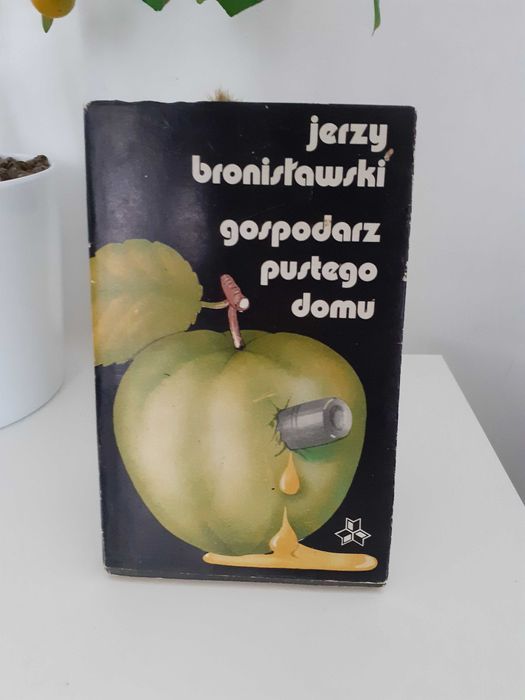 jerzy
bronisławski
gospodarz
pustego
domu